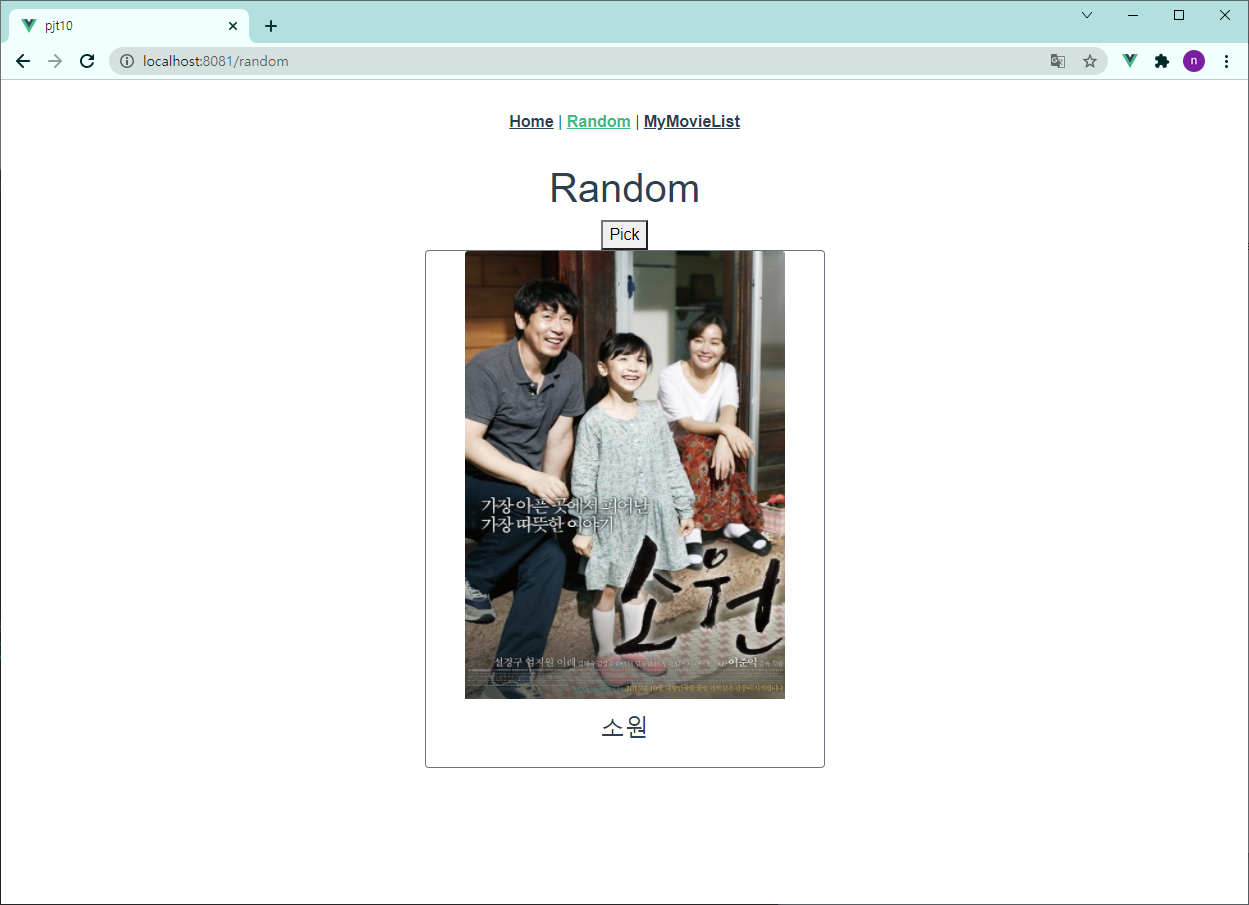 pjt10
localhost:8081/random
n
Home | Random | MyMovieList
Random
Pick
가장 아픈 곳에서 피어난
가장 따뜻한 이야기
소원
설경구 엄지원 이레
이준익
소원